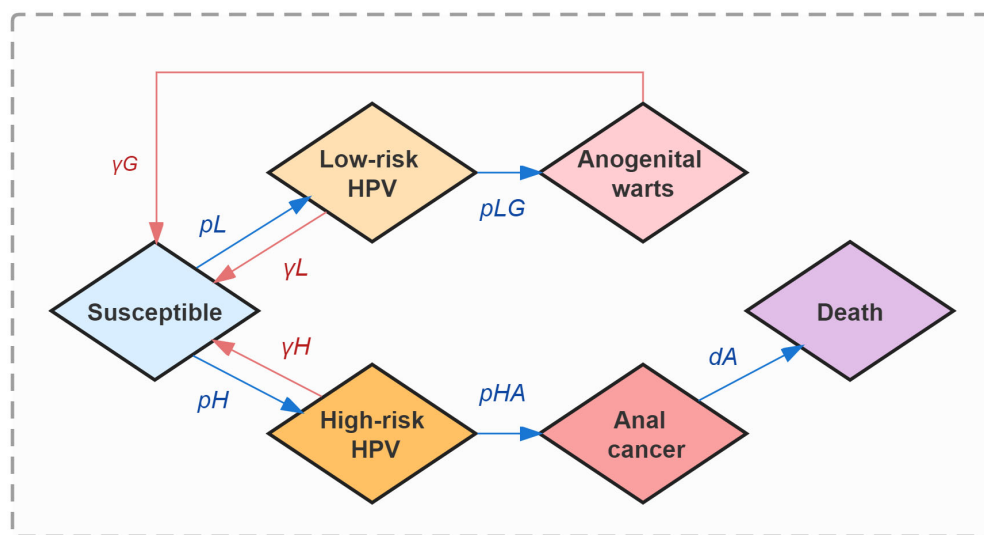 Low-risk
HPV
Anogenital
warts
γG
pLG
pL
γL
Susceptible
Death
γH
dA
pH
pHA
High-risk
HPV
Anal
cancer